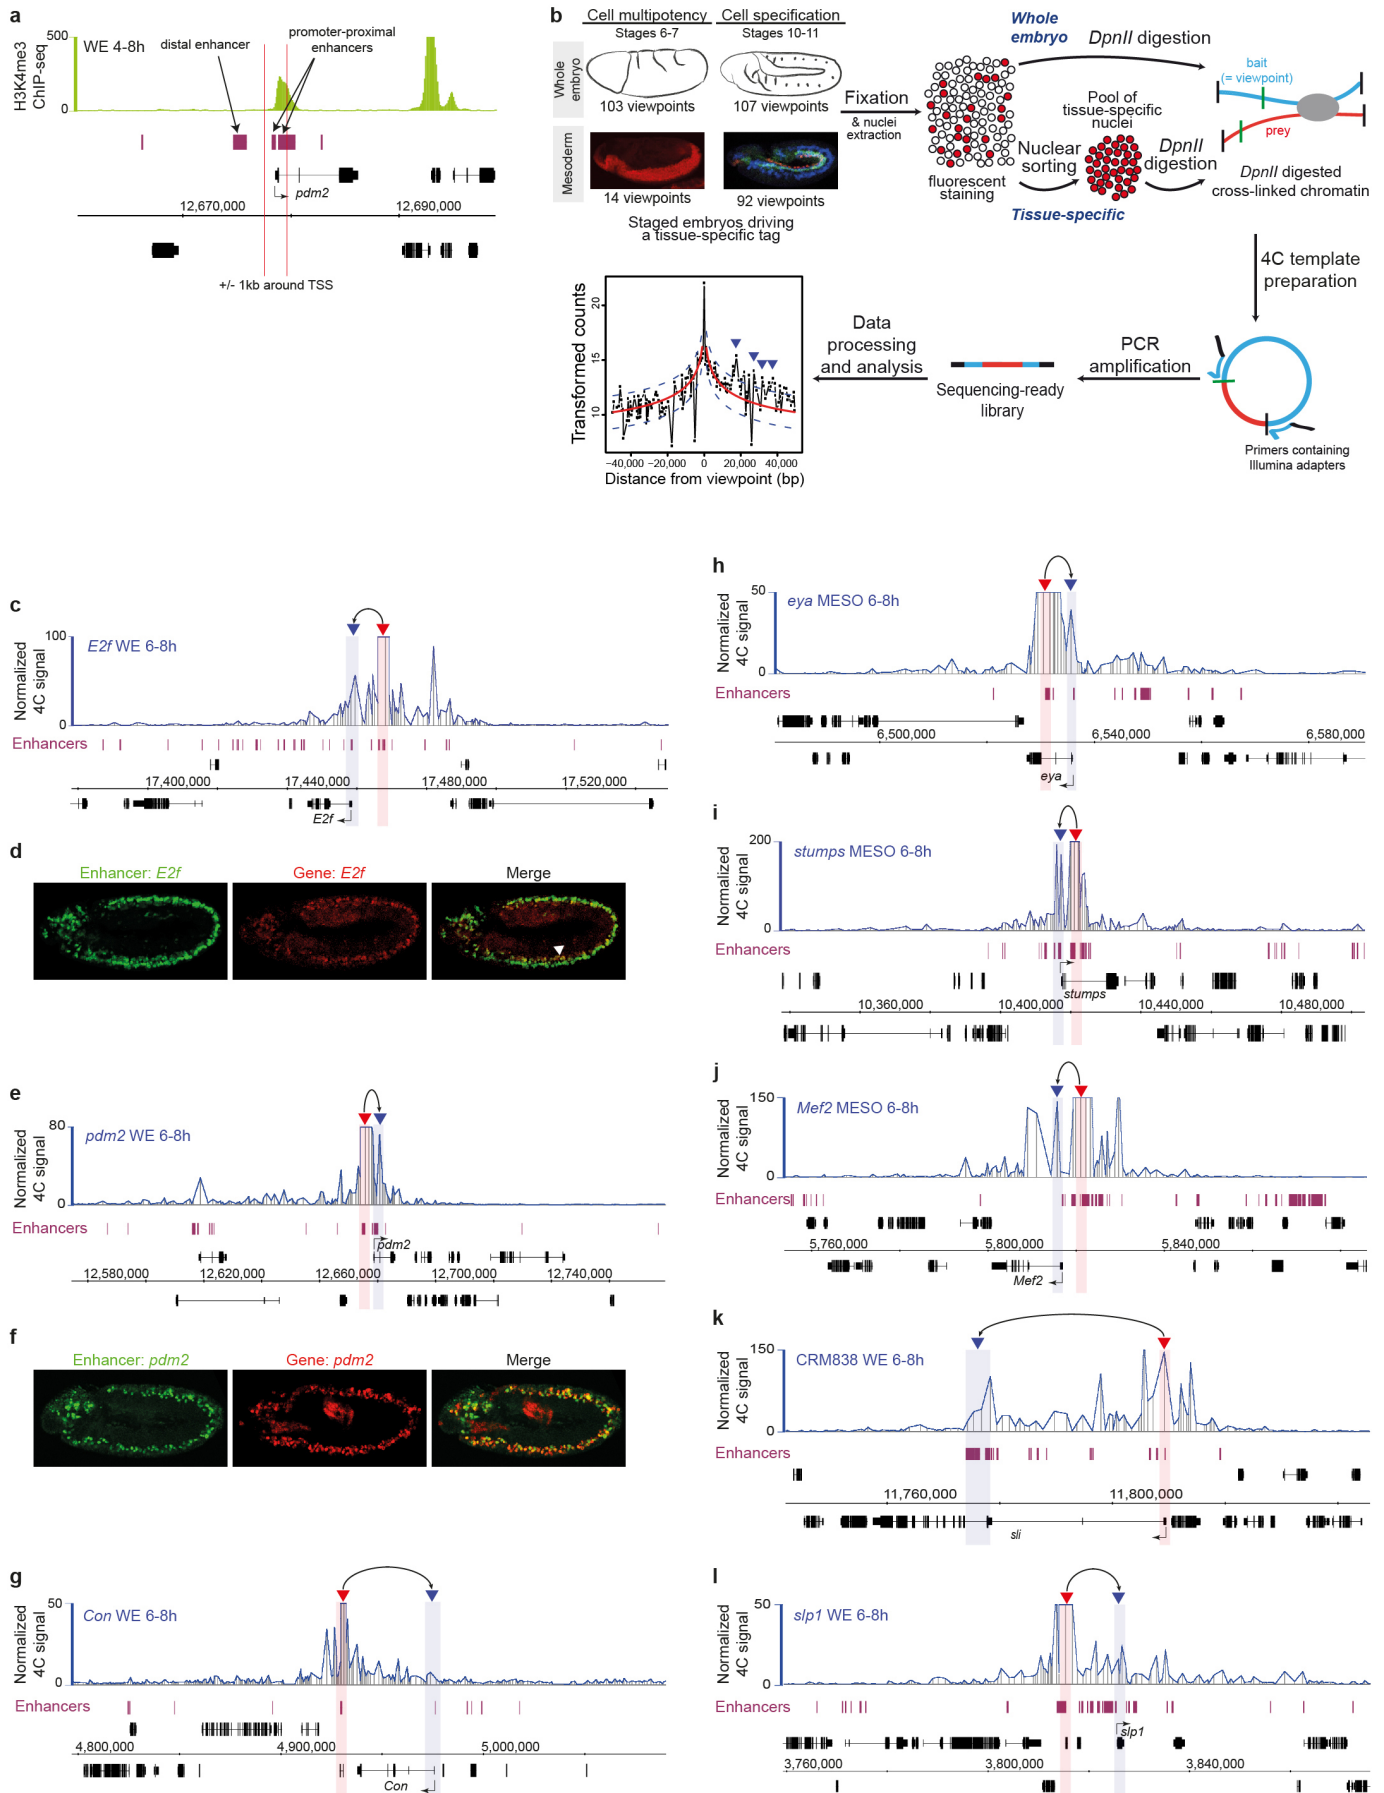 a
H3K4me3
ChIP-seq
500
0
WE 4-8h
distal enhancer
promoter-proximal
enhancers
pdm2
12,670,000
12,690,000
+/- 1kb around TSS
b
Cell multipotency
Stages 6-7
Cell specification
Stages 10-11
Whole
embryo
103 viewpoints
107 viewpoints
Mesoderm
14 viewpoints
92 viewpoints
Staged embryos driving
a tissue-specific tag
Fixation
& nuclei
extraction
fluorescent
staining
Whole
embryo
DpnII digestion
Nuclear
sorting
Tissue-specific
Pool of
tissue-specific
nuclei
DpnII
digestion
bait
(= viewpoint)
prey
DpnII digested
cross-linked chromatin
4C template
preparation
Primers containing
Illumina adapters
PCR
amplification
Sequencing-ready
library
Data
processing
and analysis
Transformed counts
20
15
10
−40,000
−20,000
0
20,000
40,000
Distance from viewpoint (bp)
c
Normalized
4C signal
100
0
E2f WE 6-8h
Enhancers
17,400,000
17,440,000
17,480,000
17,520,000
E2f
d
Enhancer: E2f
Gene: E2f
Merge
e
Normalized
4C signal
80
0
pdm2 WE 6-8h
Enhancers
pdm2
12,580,000
12,620,000
12,660,000
12,700,000
12,740,000
f
Enhancer: pdm2
Gene: pdm2
Merge
g
Normalized
4C signal
50
0
Con WE 6-8h
Enhancers
4,800,000
4,900,000
5,000,000
Con
h
Normalized
4C signal
50
0
eya MESO 6-8h
Enhancers
6,500,000
6,540,000
6,580,000
eya
i
Normalized
4C signal
200
0
stumps MESO 6-8h
Enhancers
stumps
10,360,000
10,400,000
10,440,000
10,480,000
j
Normalized
4C signal
150
0
Mef2 MESO 6-8h
Enhancers
5,760,000
5,800,000
5,840,000
Mef2
k
Normalized
4C signal
150
0
CRM838 WE 6-8h
Enhancers
11,760,000
11,800,000
sli
l
Normalized
4C signal
50
0
slp1 WE 6-8h
Enhancers
slp1
3,760,000
3,800,000
3,840,000